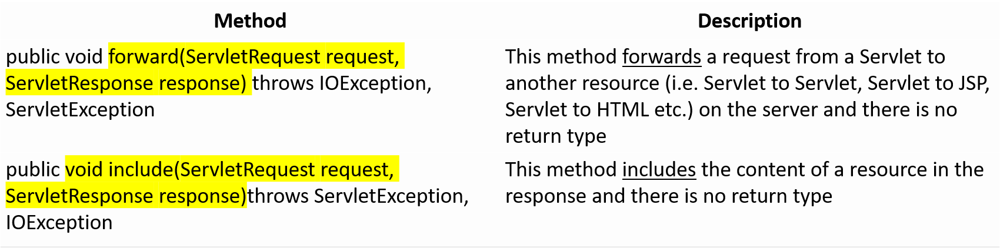 Method
Description
public void forward(ServletRequest request,
ServletResponse response) throws IOException,
ServletException
This method forwards a request from a Servlet to
another resource (i.e. Servlet to Servlet, Servlet to JSP,
Servlet to HTML etc.) on the server and there is no
return type
public void include(ServletRequest request,
ServletResponse response)throws ServletException,
IOException
This method includes the content of a resource in the
response and there is no return type